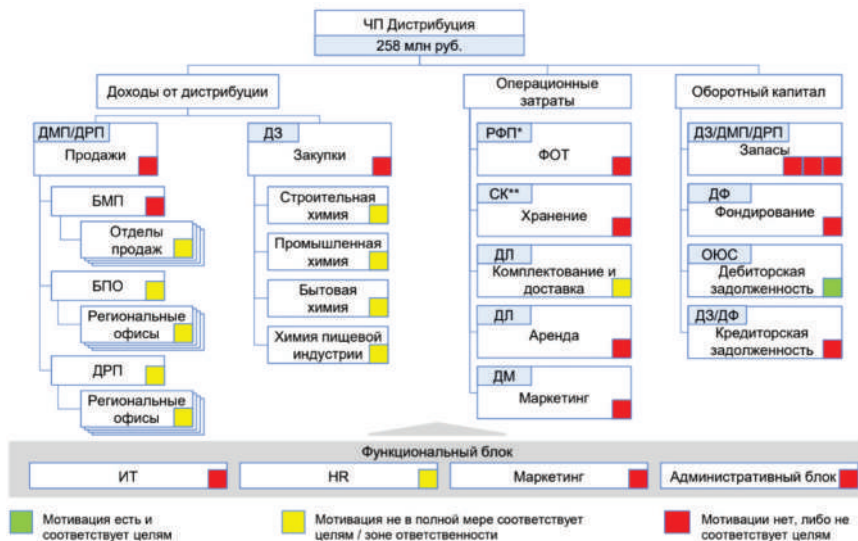 ЧП Дистрибуция
258 млн руб.
Доходы от дистрибуции
Операционные
затраты
Оборотный капитал
ДМП/ДРП
Продажи
БМП
Отделы
продаж
БПО
Региональные
офисы
ДРП
Региональные
офисы
ДЗ
Закупки
Строительная
химия
Промышленная
химия
Бытовая
химия
Химия пищевой
индустрии
РФП*
ФОТ
СК**
Хранение
ДЛ
Комплектование и
доставка
ДЛ
Аренда
ДМ
Маркетинг
ДЗ/ДМП/ДРП
Запасы
ДФ
Фондирование
ОЮС
Дебиторская
задолженность
ДЗ/ДФ
Кредиторская
задолженность
Функциональный блок
ИТ
HR
Маркетинг
Административный блок
Мотивация есть и
соответствует целям
Мотивация не в полной мере соответствует
целям / зоне ответственности
Мотивации нет, либо не
соответствует целям